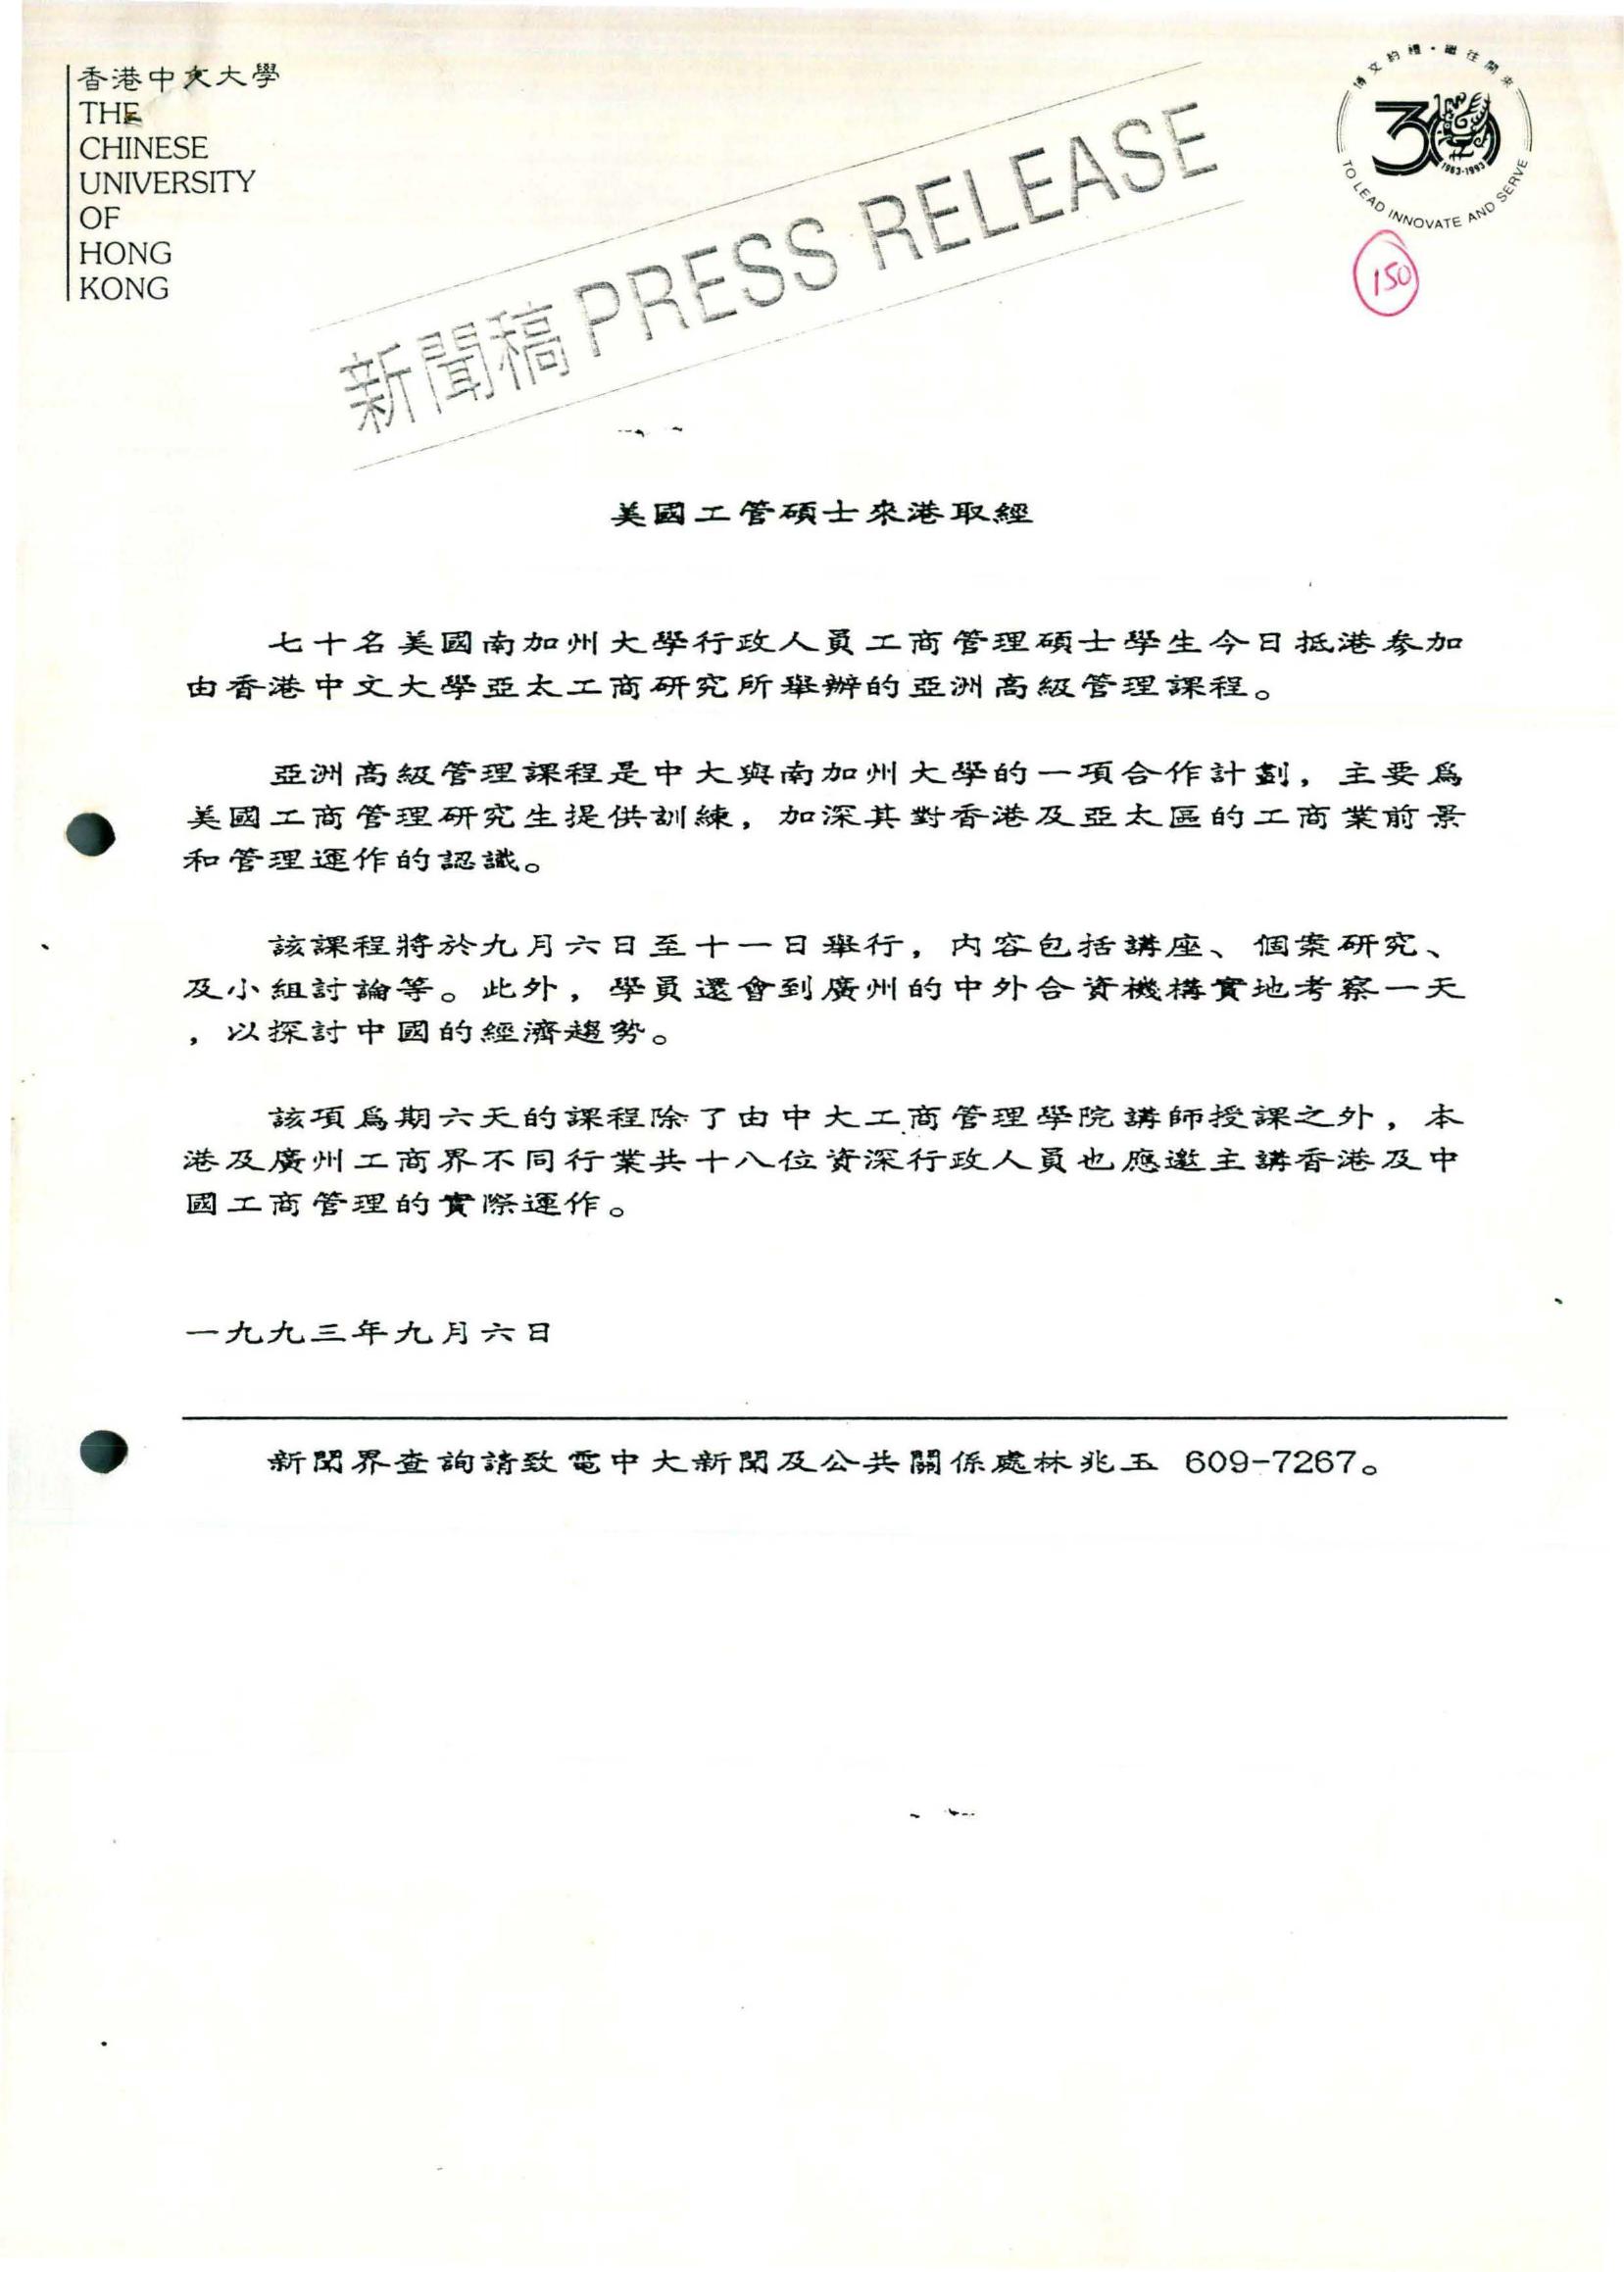 香港中文大學
THE
CHINESE
UNIVERSITY
OF
HONG
KONG
新聞稿 PRESS RELEASE
博文約禮·繼往開來
30
1963-1993
TO LEAD INNOVATE AND SERVE
150
美國工管碩士來港取經
七十名美國南加州大學行政人員工商管理碩士學生今日抵港參加
由香港中文大學亞太工商研究所舉辦的亞洲高級管理課程。
亞洲高級管理課程是中大與南加州大學的一項合作計劃，主要為
美國工商管理研究生提供訓練，加深其對香港及亞太區的工商業前景
和管理運作的認識。
該課程將於九月六日至十一日舉行，內容包括講座、個案研究、
及小組討論等。此外，學員還會到廣州的中外合資機構實地考察一天
，以探討中國的經濟趨勢。
該項為期六天的課程除了由中大工商管理學院講師授課之外，本
港及廣州工商界不同行業共十八位資深行政人員也應邀主講香港及中
國工商管理的實際運作。
一九九三年九月六日
新聞界查詢請致電中大新聞及公共關係處林兆玉 609-7267。